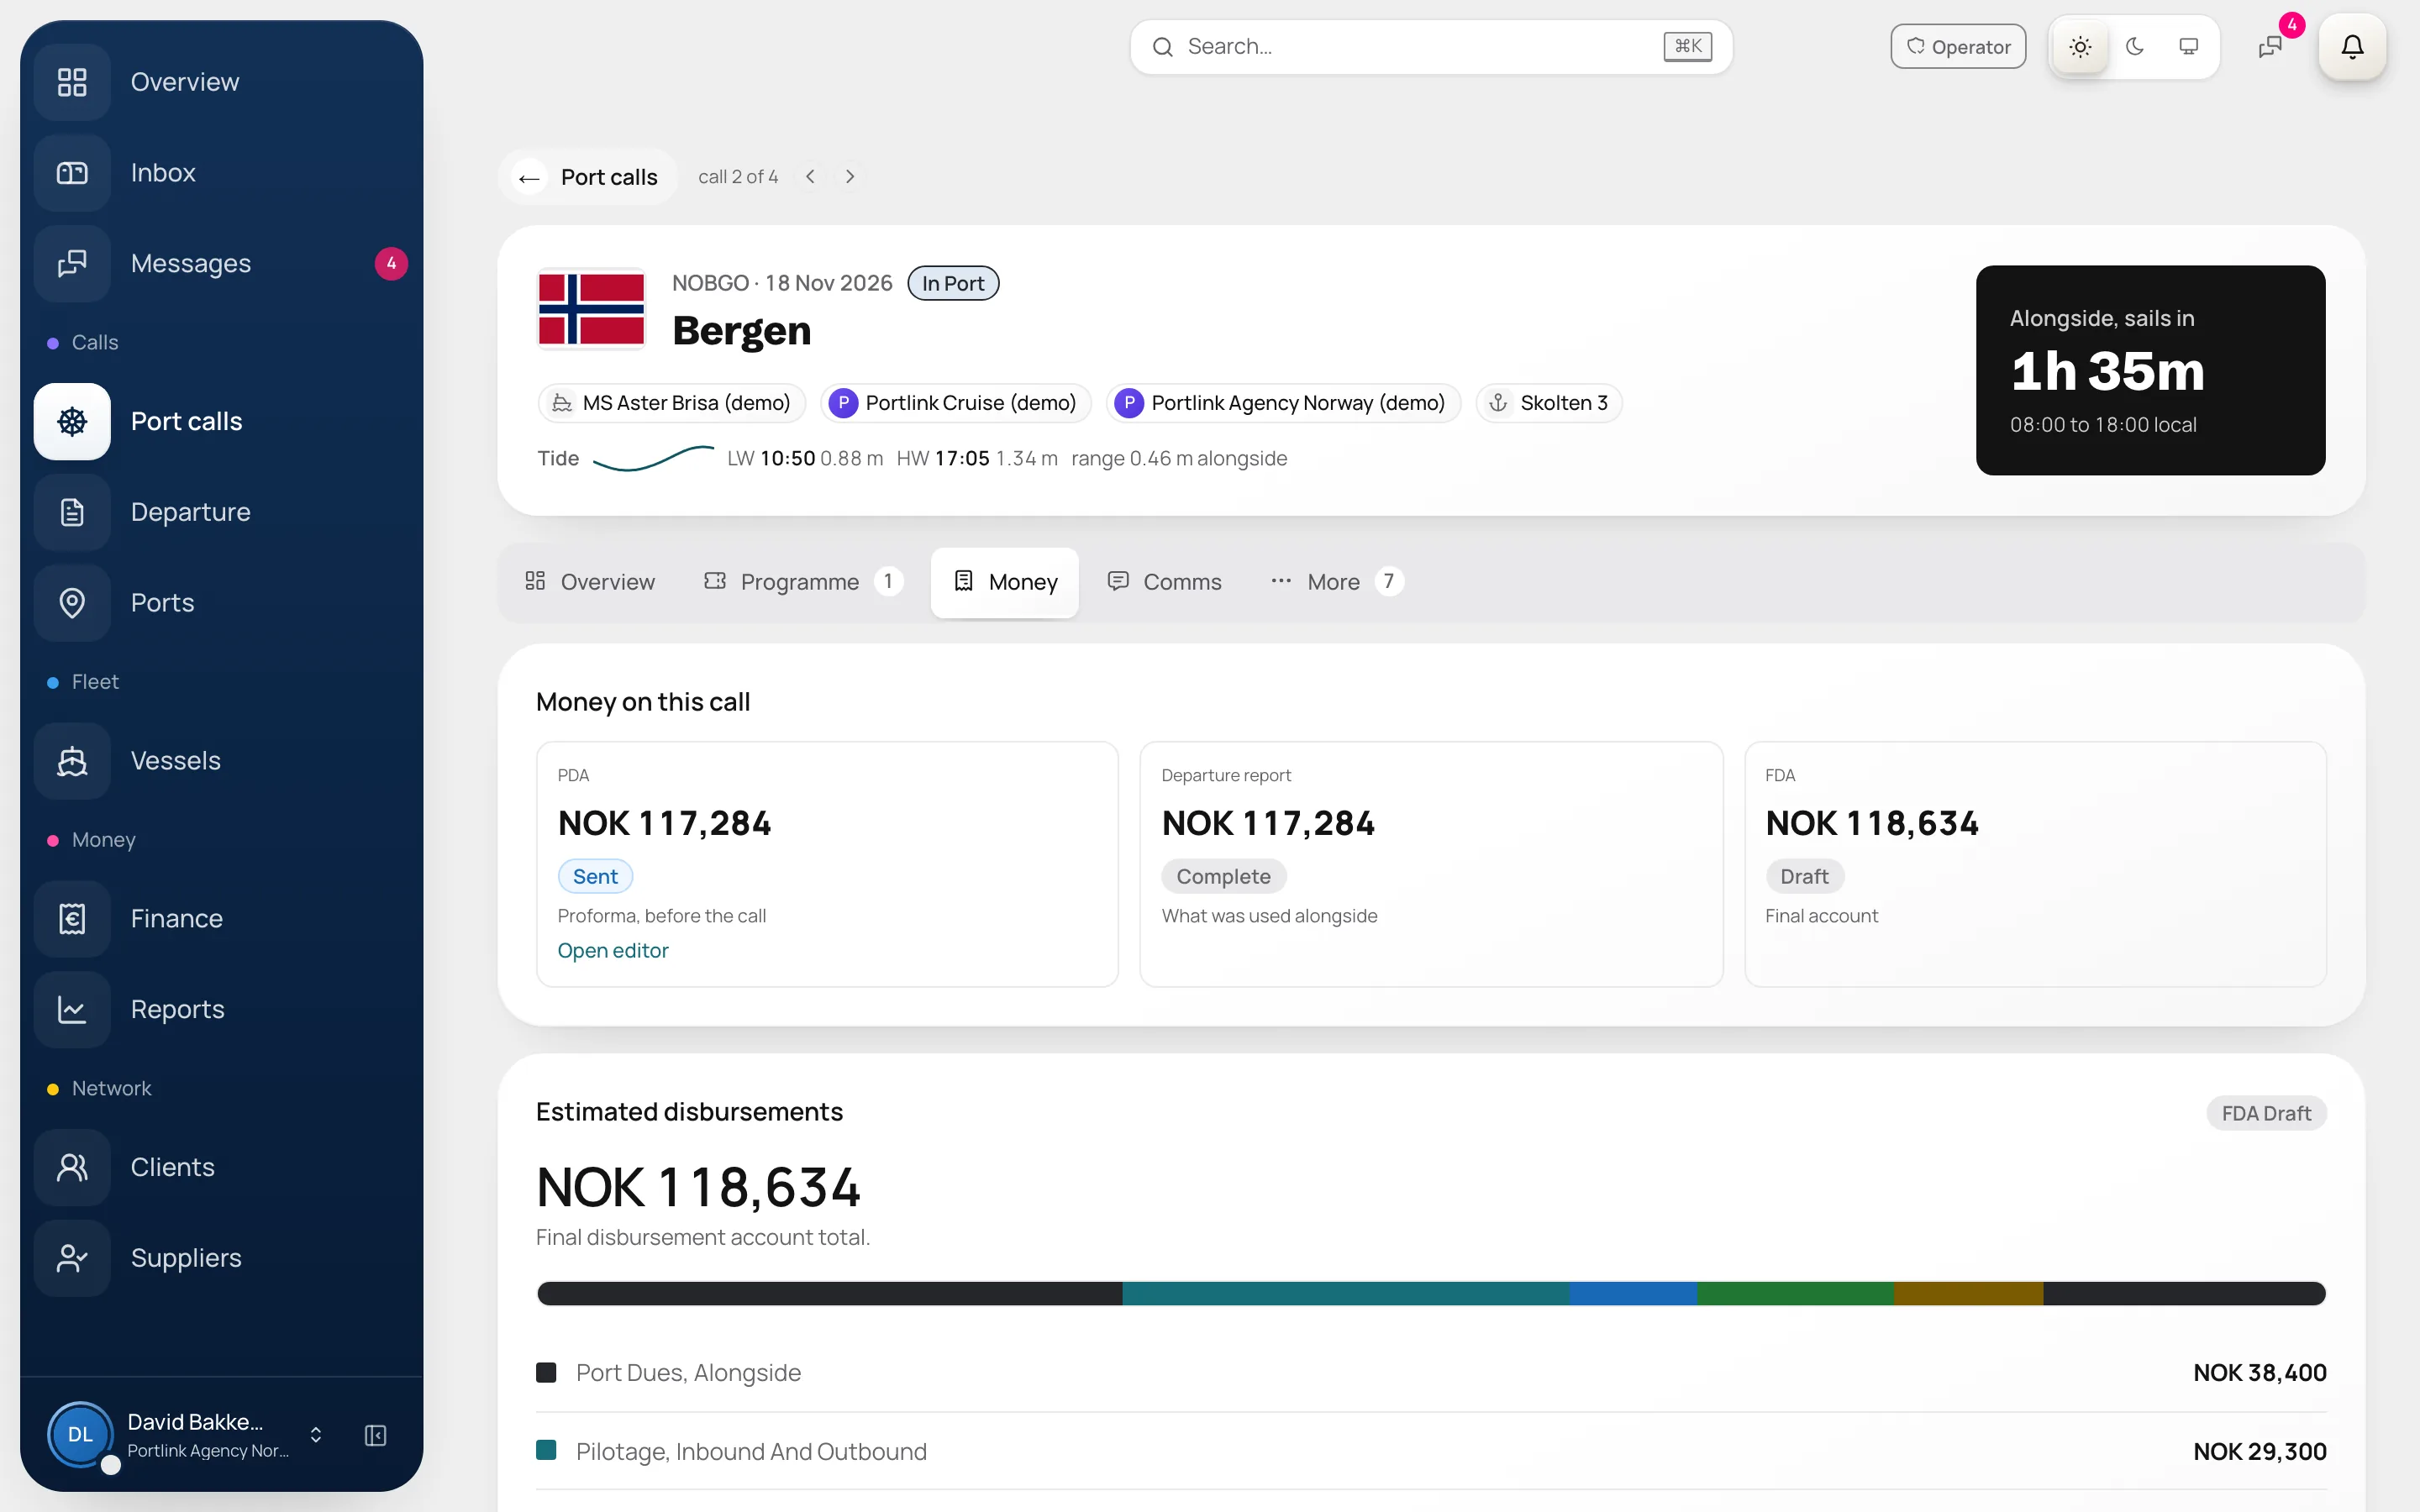 Overview
Inbox
Messages 4
Calls
Port calls
Departure
Ports
Fleet
Vessels
Money
Finance
Reports
Network
Clients
Suppliers
DL David Bakke...
Portlink Agency Nor...
Search... ⌘K
Operator
4
← Port calls call 2 of 4
NOBGO · 18 Nov 2026 In Port
Bergen
MS Aster Brisa (demo) P Portlink Cruise (demo) P Portlink Agency Norway (demo) Skolten 3
Tide LW 10:50 0.88 m HW 17:05 1.34 m range 0.46 m alongside
Alongside, sails in
1h 35m
08:00 to 18:00 local
Overview Programme 1 Money Comms More 7
Money on this call
PDA
NOK 117,284
Sent
Proforma, before the call
Open editor
Departure report
NOK 117,284
Complete
What was used alongside
FDA
NOK 118,634
Draft
Final account
Estimated disbursements FDA Draft
NOK 118,634
Final disbursement account total.
Port Dues, Alongside NOK 38,400
Pilotage, Inbound And Outbound NOK 29,300